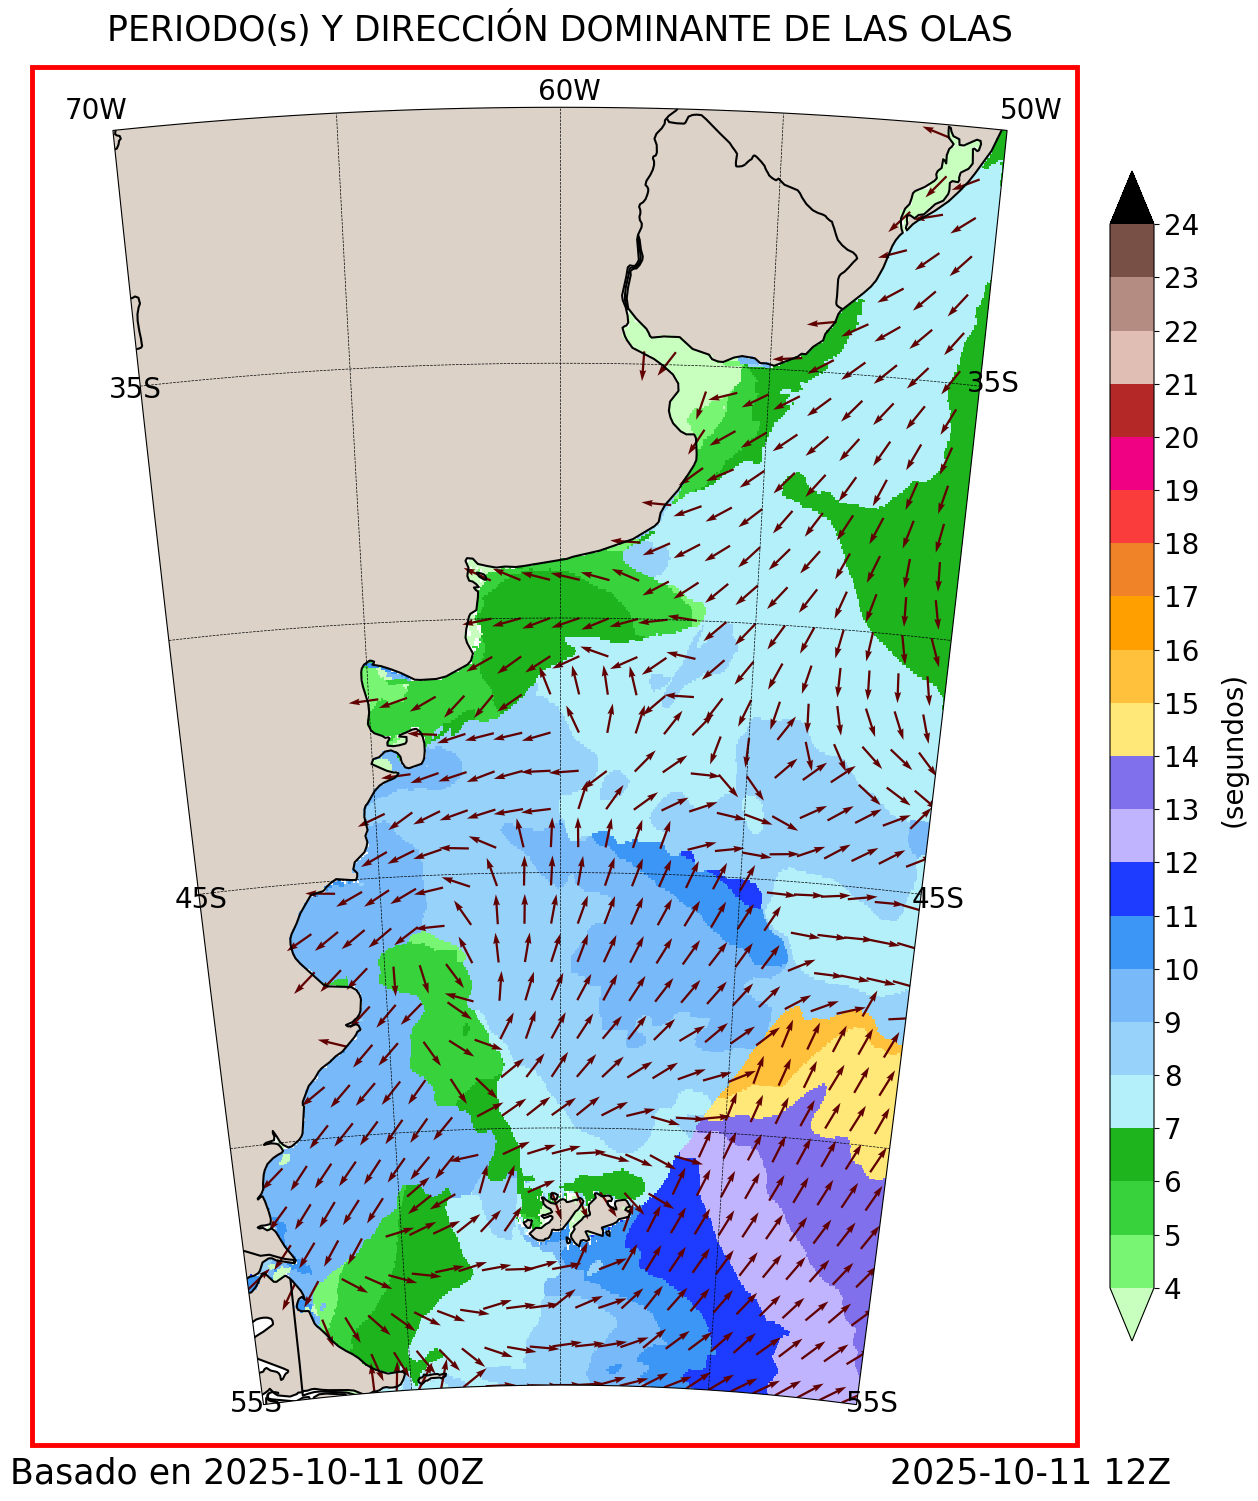 PERIODO(s) Y DIRECCIÓN DOMINANTE DE LAS OLAS
70W
60W
50W
35S
35S
45S
45S
55S
55S
24
23
22
21
20
19
18
17
16
15
14
13
12
11
10
9
8
7
6
5
4
(segundos)
Basado en 2025-10-11 00Z
2025-10-11 12Z